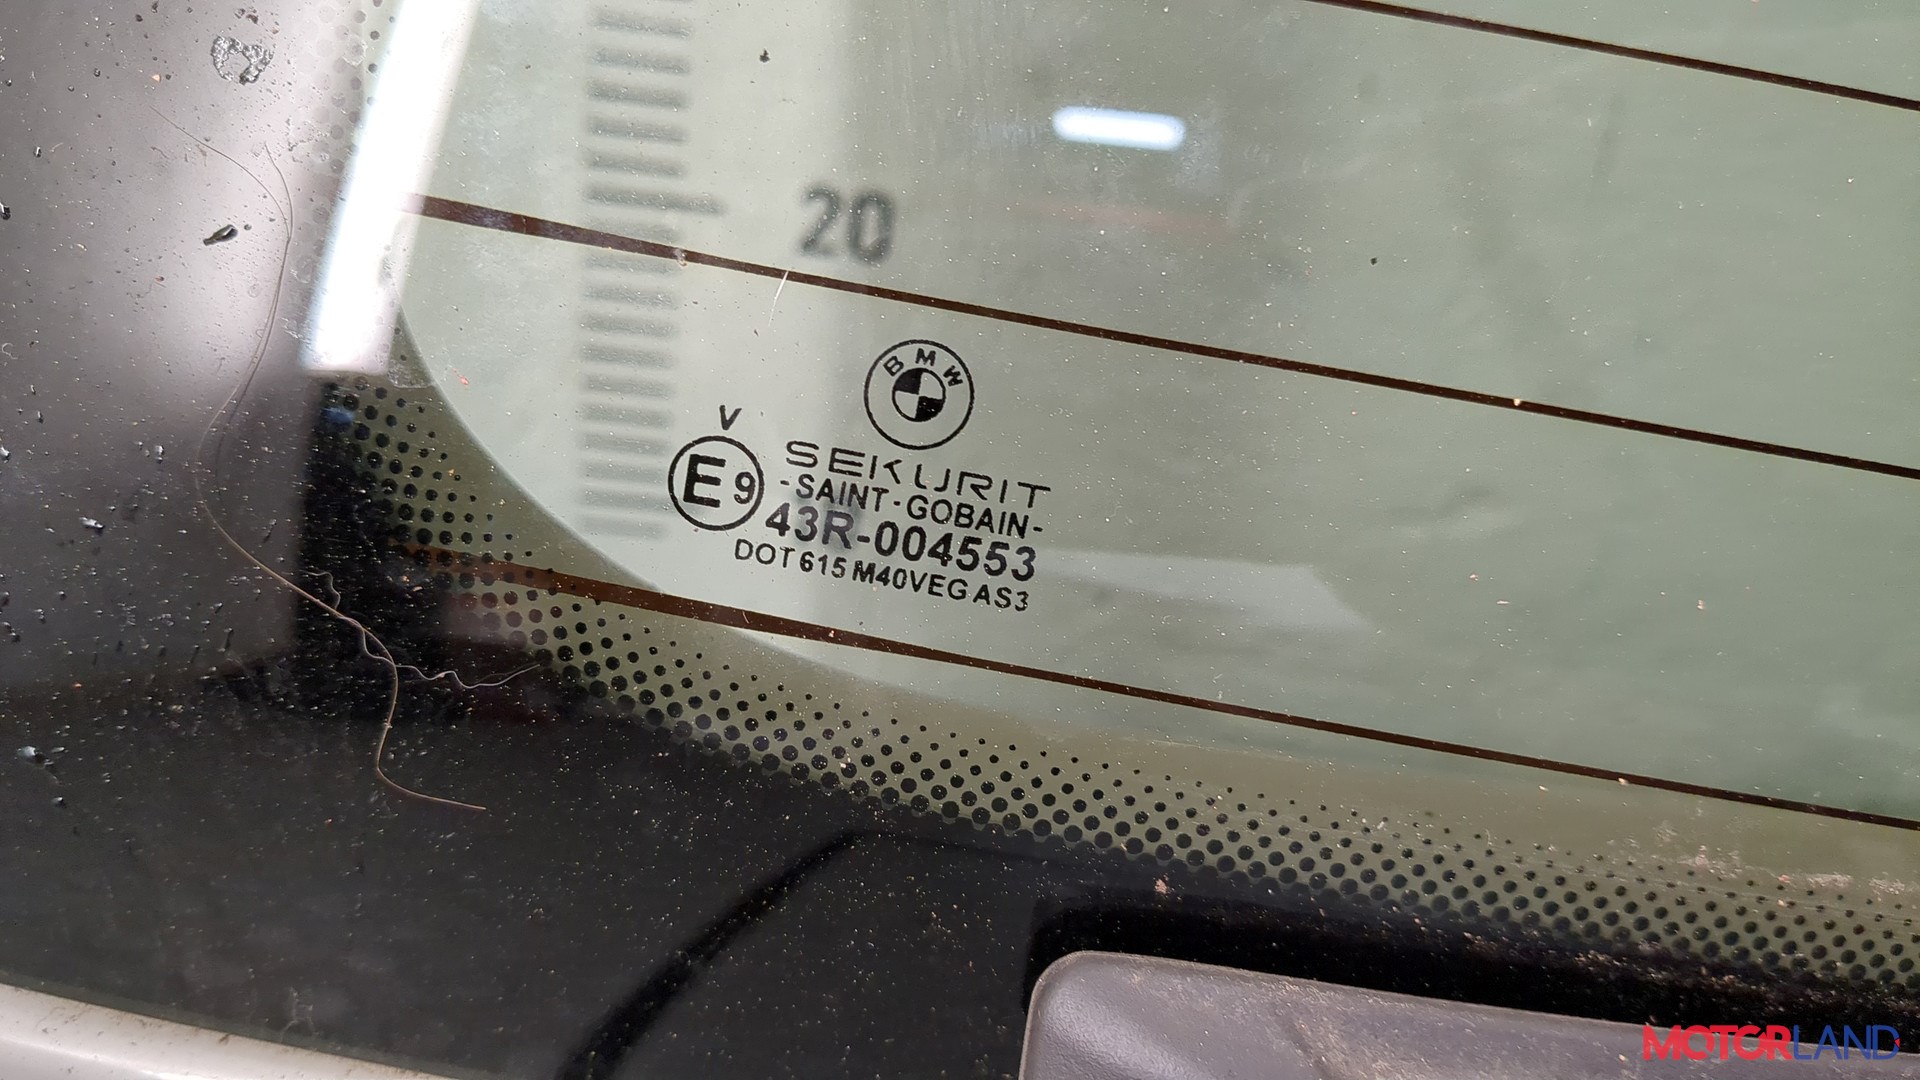 20
BMW
V
SEKURIT
E9 -SAINT-GOBAIN-
43R-004553
DOT 615 M40VEG AS3
MOTORLAND